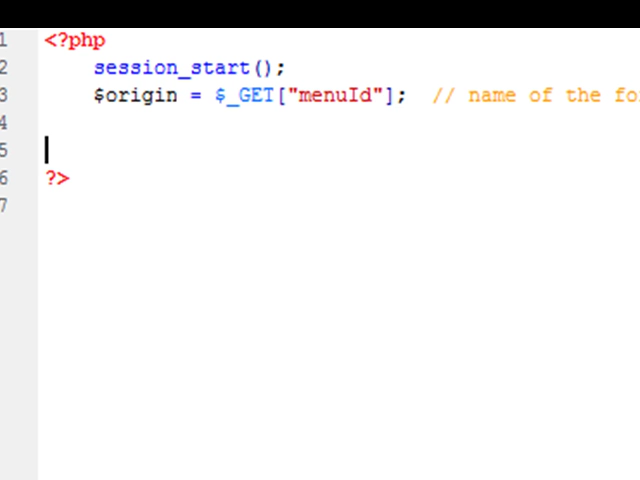 1 <?php
2 session_start();
3 $origin = $_GET["menuId"]; // name of the
4
5
6 ?>
7